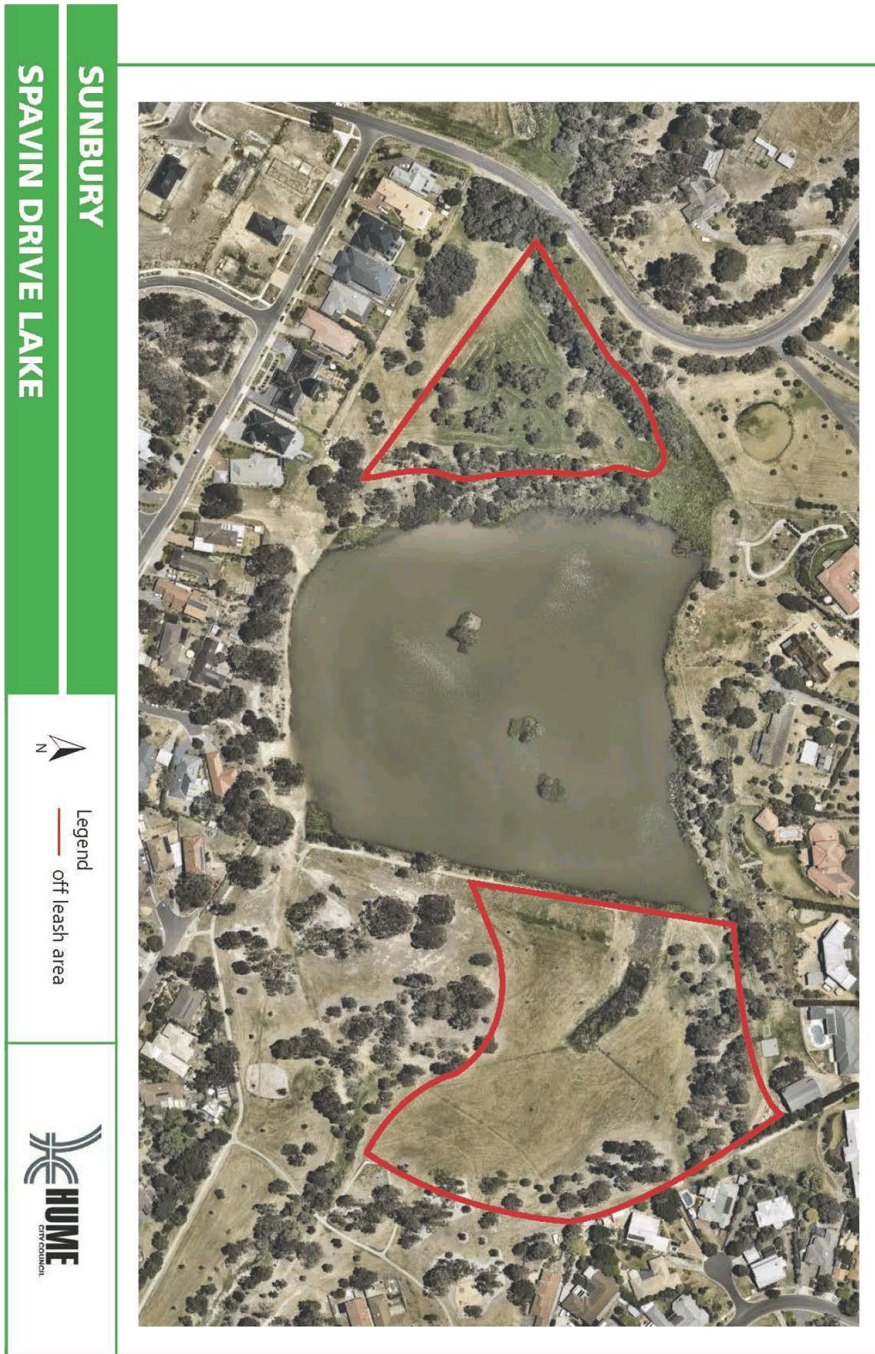 SUNBURY
SPAVIN DRIVE LAKE
N
Legend
off leash area
HUME
CITY COUNCIL